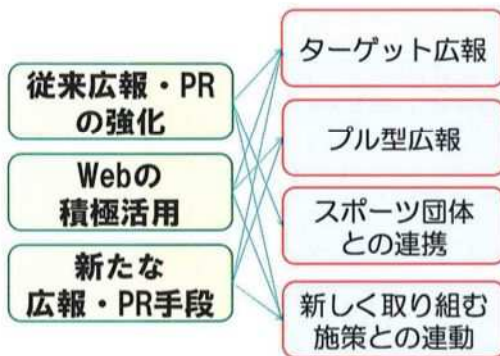 従来広報・PR
の強化
Webの
積極活用
新たな
広報・PR手段
ターゲット広報
プル型広報
スポーツ団体
との連携
新しく取り組む
施策との連動